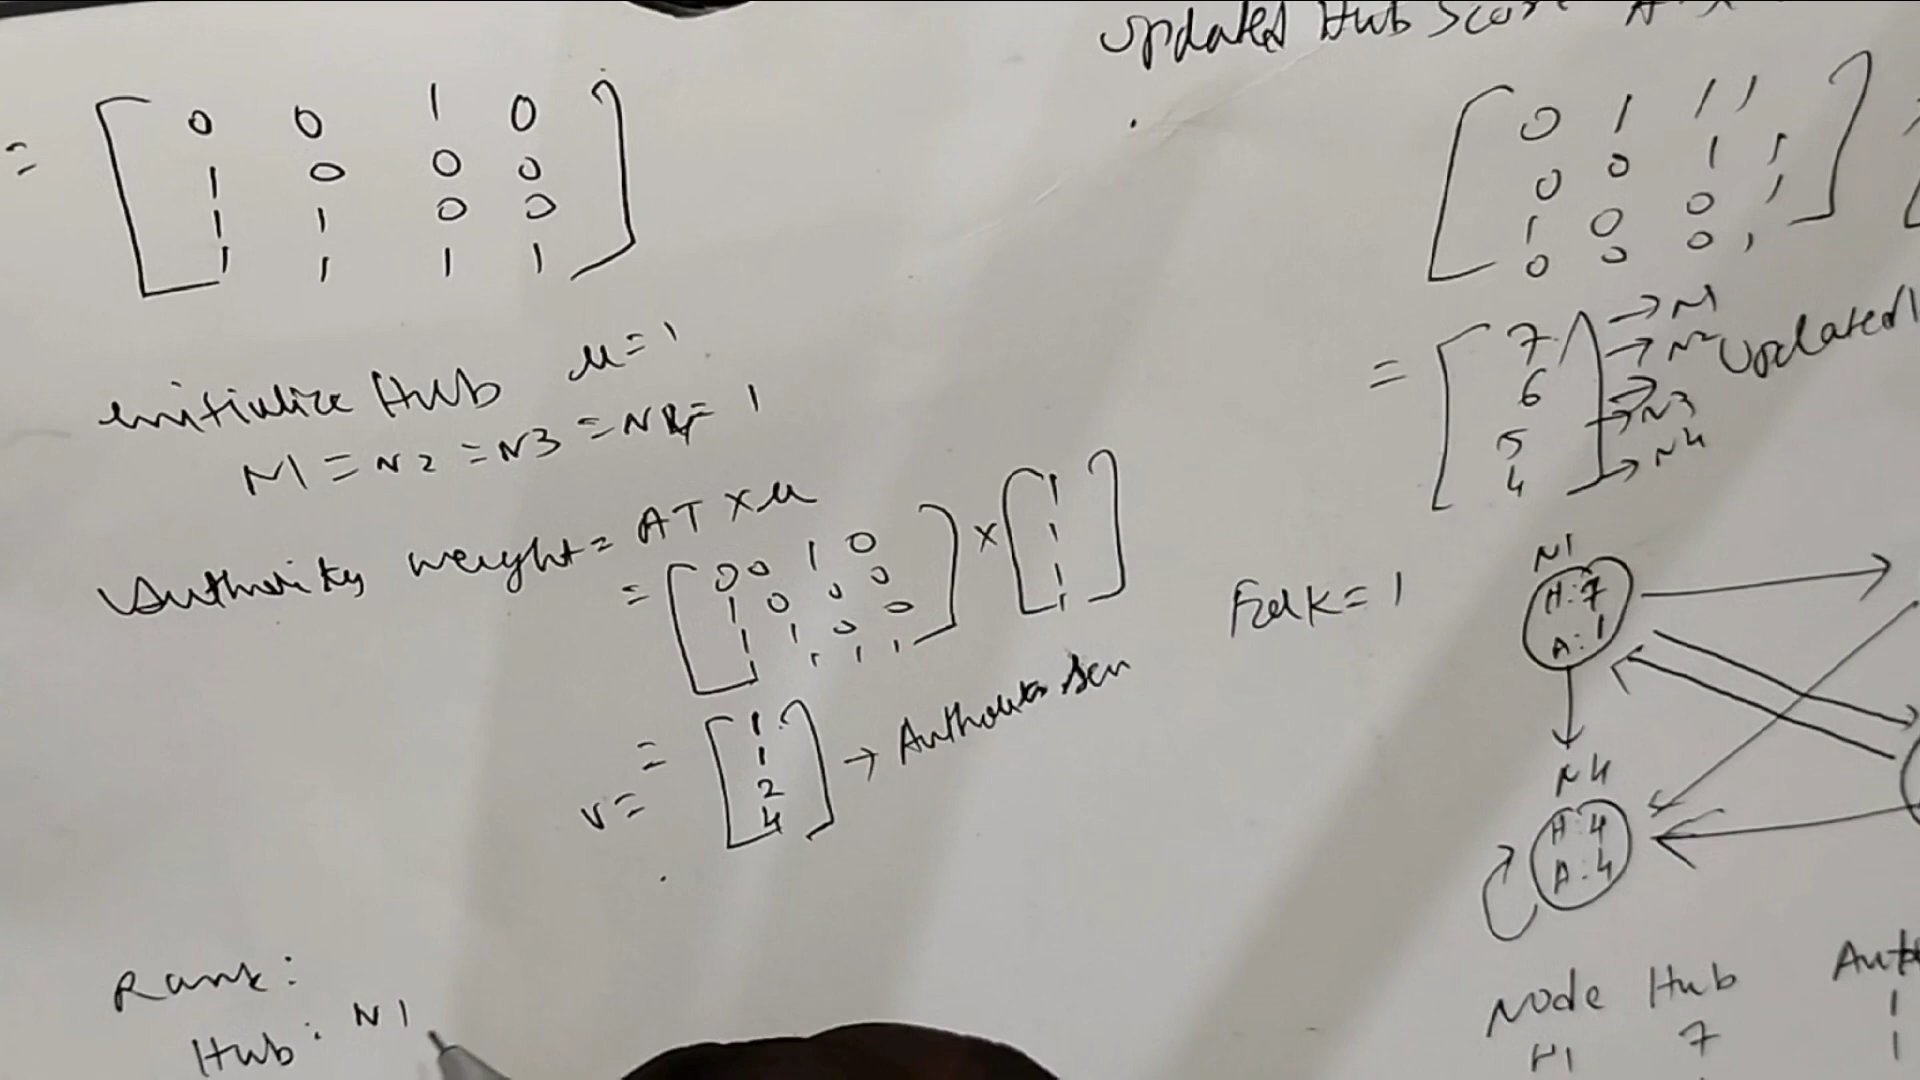 Updated Hub Score
= [ 0 0 1 0
1 0 0 0
1 1 0 0
1 1 1 1 ]
initialize Hub u = 1
N1 = N2 = N3 = N4 = 1
Authority weight = AT x u
= [ 0 0 1 0
1 0 0 0
1 1 0 0
1 1 1 1 ] x [ 1
1
1
1 ]
v = = [ 1
1
2
4 ] →
Rank:
Hub: N1
[ 0 1 1 1
0 0 1 1
1 0 0 1
0 0 0 1 ]
= [ 7
6
5
4 ]
→ N1
→ N2 Updated
→ N3
→ N4
K = 1
N1
H: 7
A: 1
N4
H: 4
A: 4
Node Hub
N1 7 1